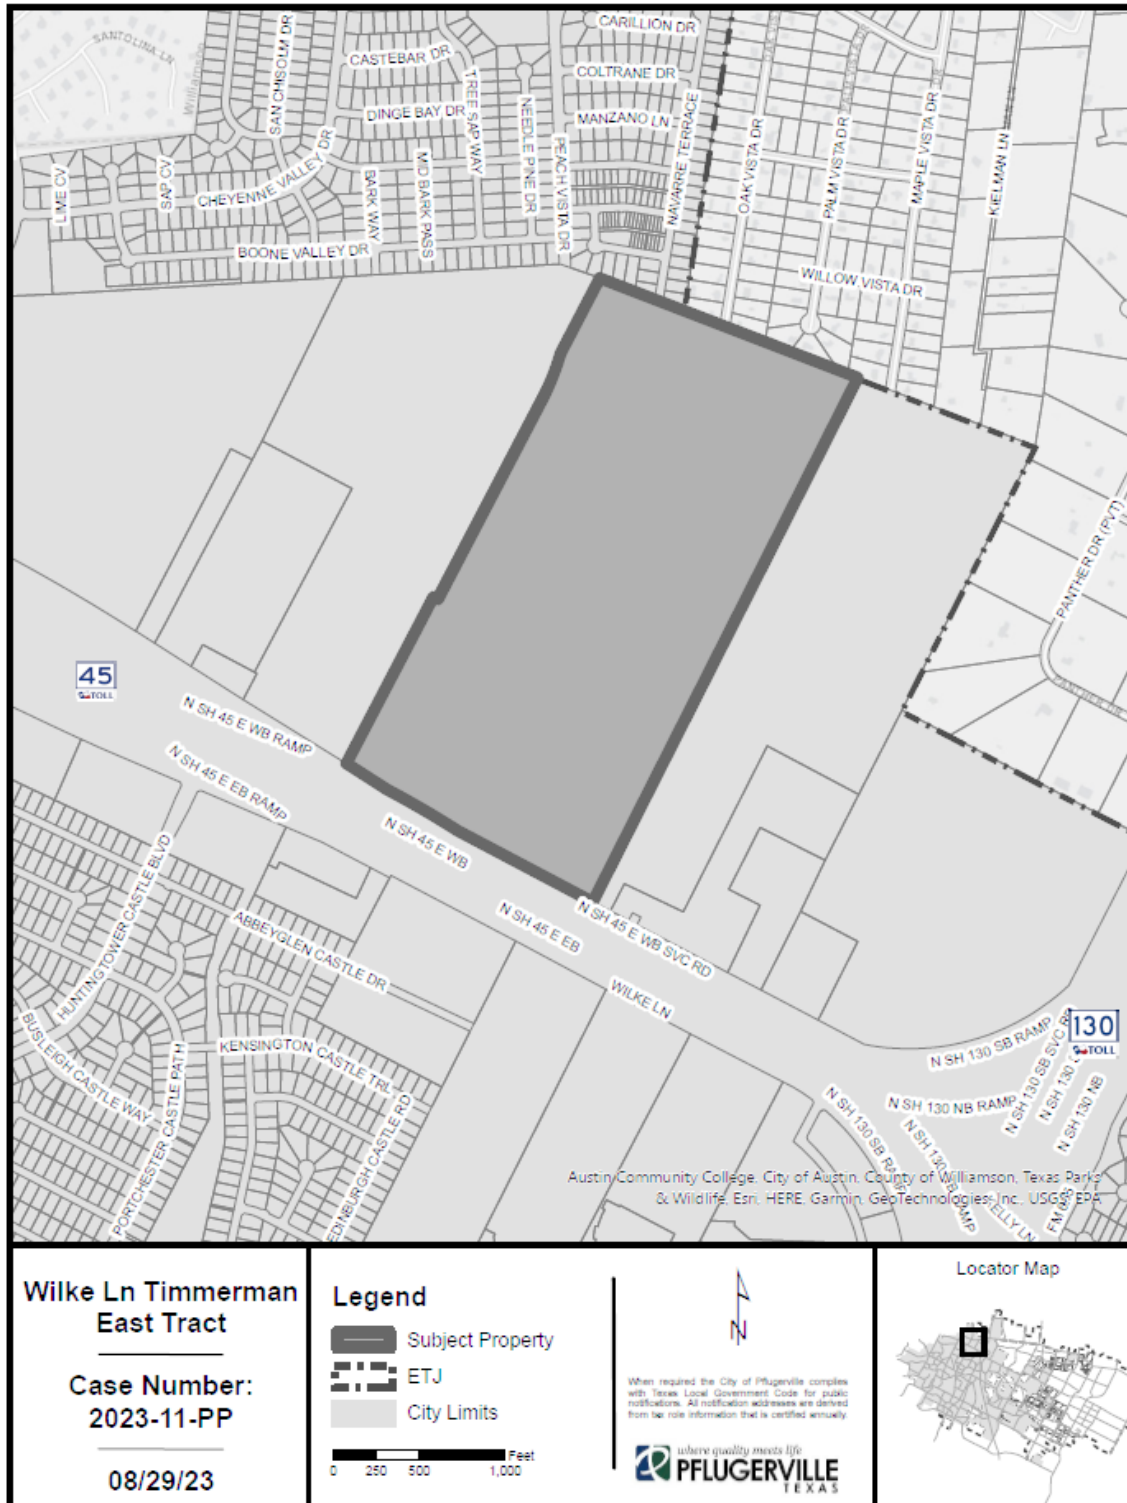 CARILLION DR
SANTOLINA LN
Williamson
SAN CHISOLM DR
CASTEBAR DR
TREE SAP WAY
COLTRANE DR
DINGE BAY DR
NEEDLE PINE DR
MANZANO LN
PEACH VISTA DR
NAVARRE TERRACE
OAK VISTA DR
PALM VISTA DR
MAPLE VISTA DR
KIELMAN LN
LIME CV
SAP CV
CHEYENNE VALLEY DR
BARK WAY
MID BARK PASS
BOONE VALLEY DR
WILLOW VISTA DR
PANTHER DR (PVT)
PANTHER DR
45
TOLL
N SH 45 E WB RAMP
N SH 45 E EB RAMP
N SH 45 E WB
N SH 45 E EB
N SH 45 E WB SVC RD
WILKE LN
HUNTINGTOWER CASTLE BLVD
ABBEYGLEN CASTLE DR
BUSLEIGH CASTLE WAY
KENSINGTON CASTLE TRL
PORTCHESTER CASTLE PATH
EDINBURGH CASTLE RD
130
TOLL
N SH 130 SB RAMP
N SH 130 NB RAMP
N SH 130 SB SVC RD
N SH 130 NB
N SH 130 SB RAMP
KELLY LN
Austin Community College, City of Austin, County of Williamson, Texas Parks
& Wildlife, Esri, HERE, Garmin, GeoTechnologies, Inc., USGS, EPA
Wilke Ln Timmerman
East Tract
Case Number:
2023-11-PP
08/29/23
Legend
Subject Property
ETJ
City Limits
Feet
0 250 500 1,000
N
When required the City of Pflugerville complies
with Texas Local Government Code for public
notifications. All notification addresses are derived
from tax role information that is certified annually.
where quality meets life
PFLUGERVILLE
TEXAS
Locator Map